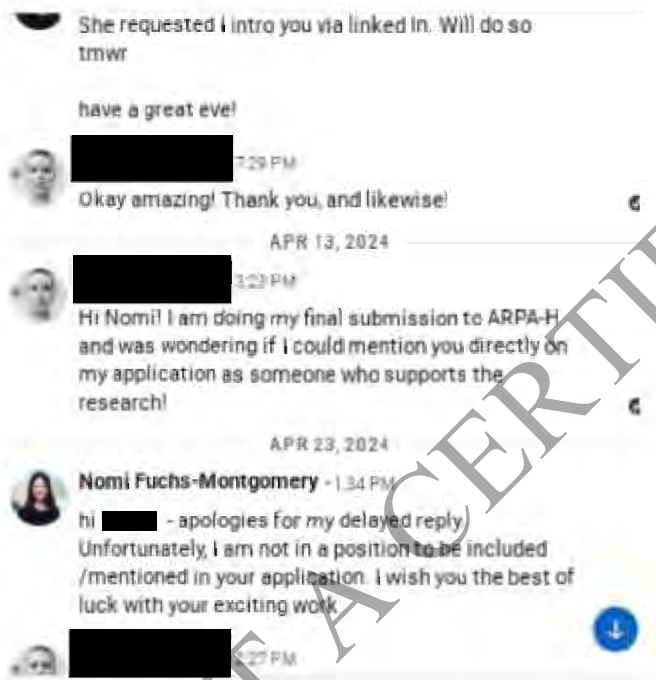 She requested I intro you via linked In. Will do so
tmwr
have a great eve!
7:29 PM
Okay amazing! Thank you, and likewise!
APR 13, 2024
3:23 PM
Hi Nomi! I am doing my final submission to ARPA-H
and was wondering if I could mention you directly on
my application as someone who supports the
research!
APR 23, 2024
Nomi Fuchs-Montgomery - 1:34 PM
hi - apologies for my delayed reply
Unfortunately, I am not in a position to be included
/mentioned in your application. I wish you the best of
luck with your exciting work
2:27 PM
A CERTI